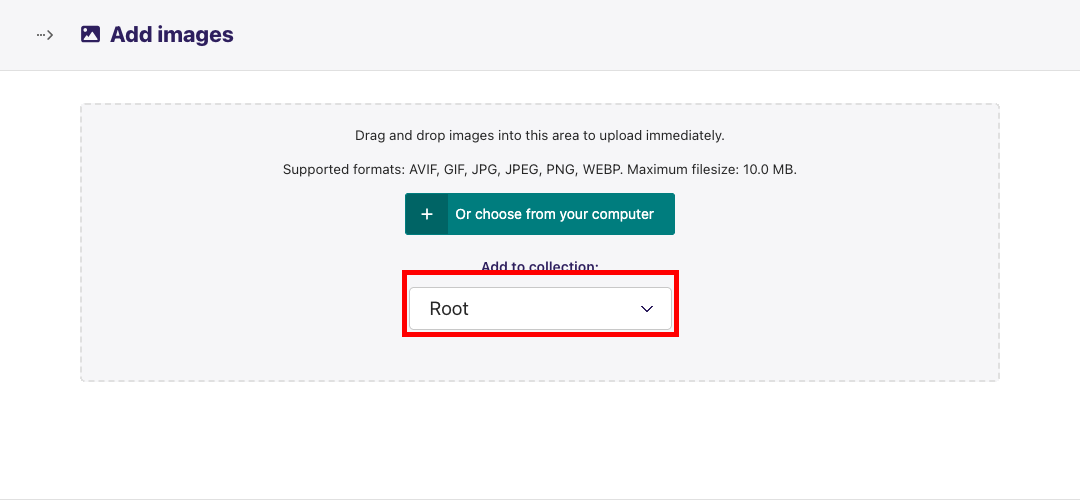 Add images
Drag and drop images into this area to upload immediately.
Supported formats: AVIF, GIF, JPG, JPEG, PNG, WEBP. Maximum filesize: 10.0 MB.
+ Or choose from your computer
Add to collection:
Root